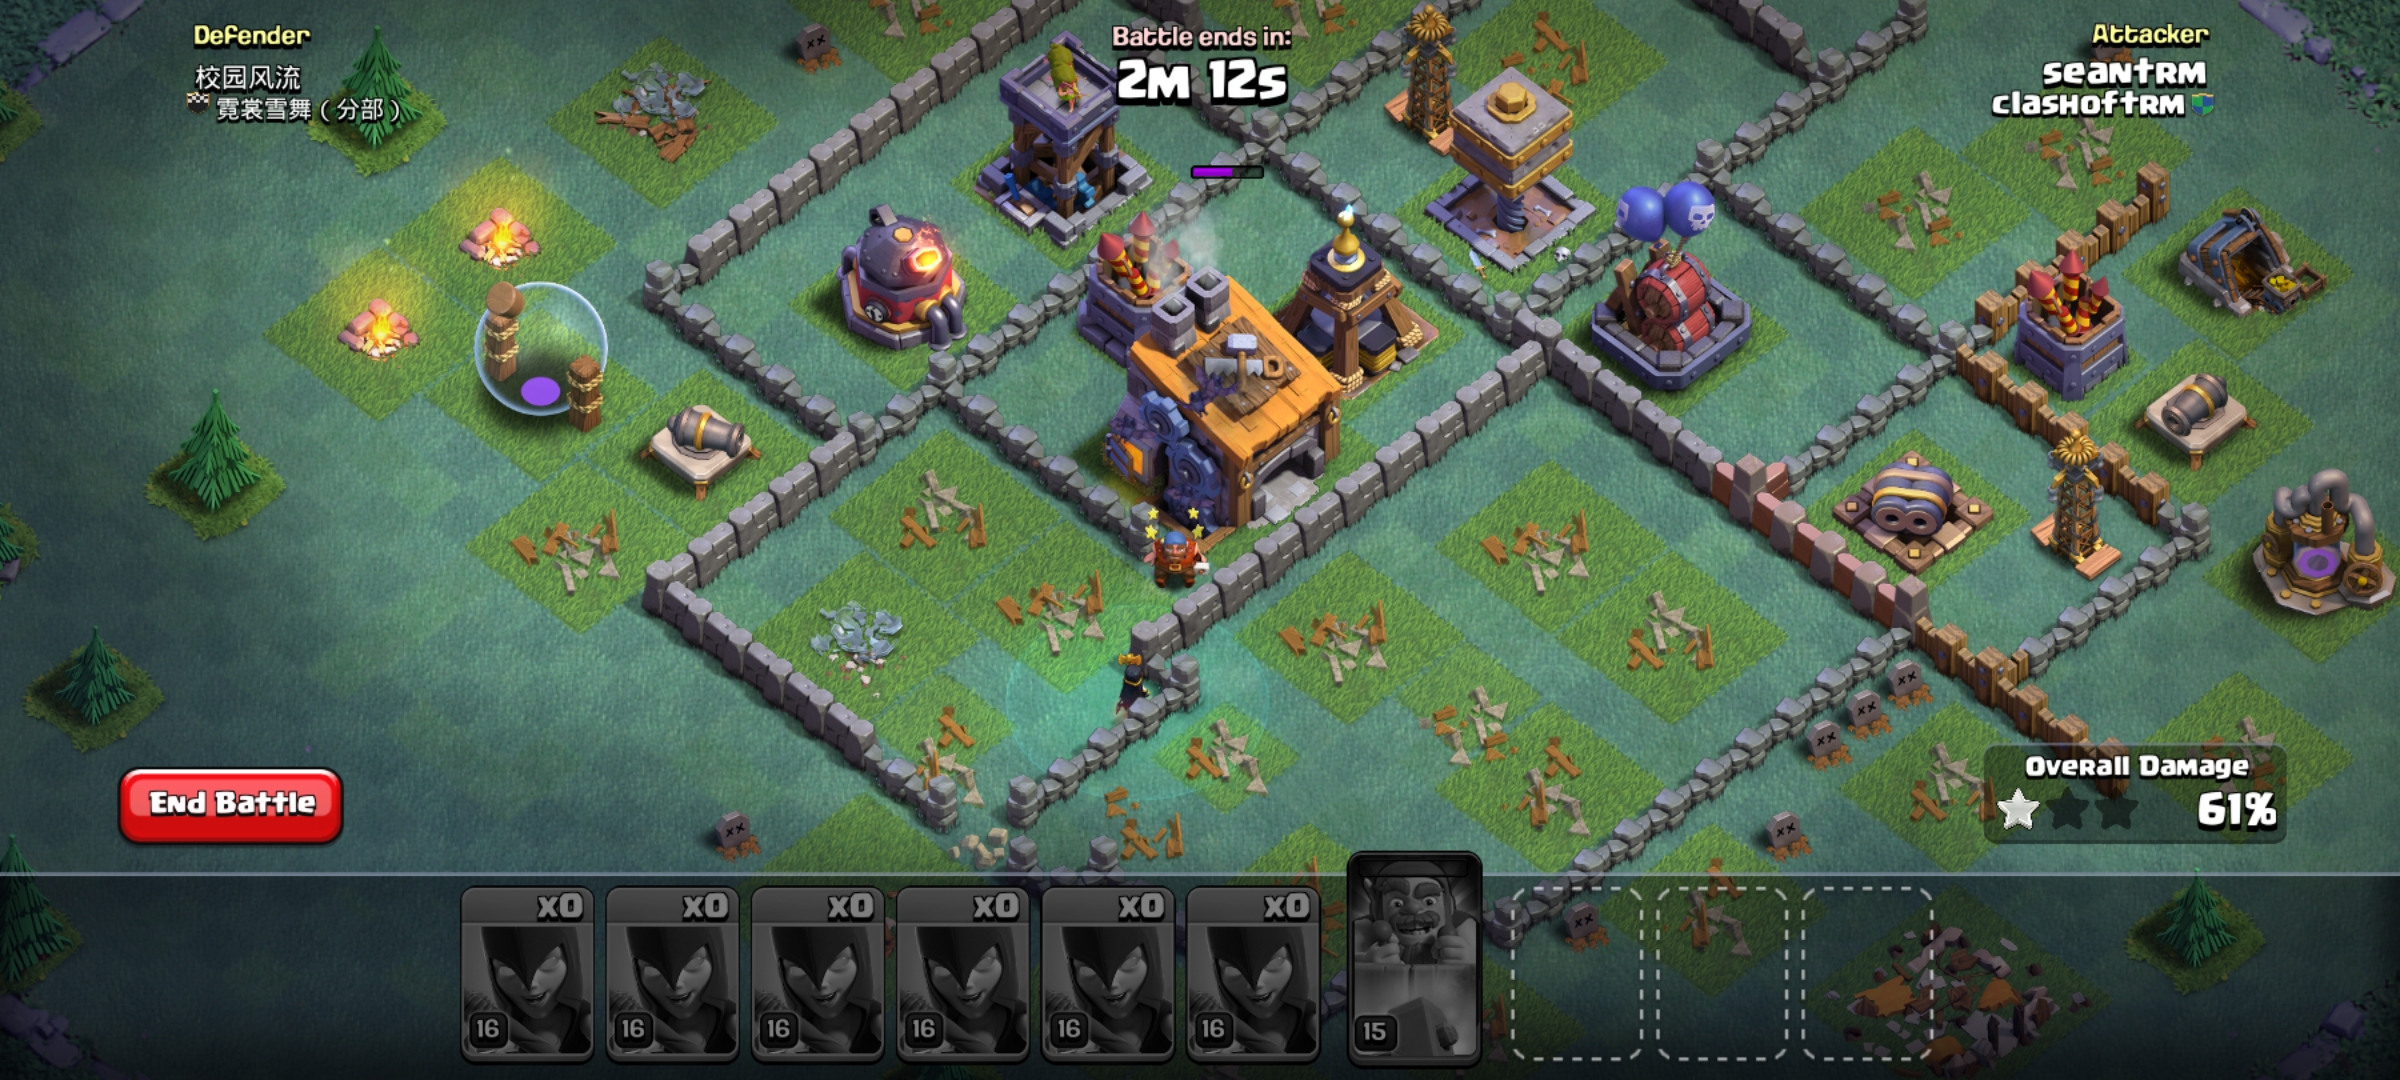 Defender
校园风流
霓裳雪舞（分部）
Battle ends in:
2M 12s
Attacker
seantRM
clashoftRM
End Battle
Overall Damage
61%
x0
x0
x0
x0
x0
x0
16
16
16
16
16
16
15